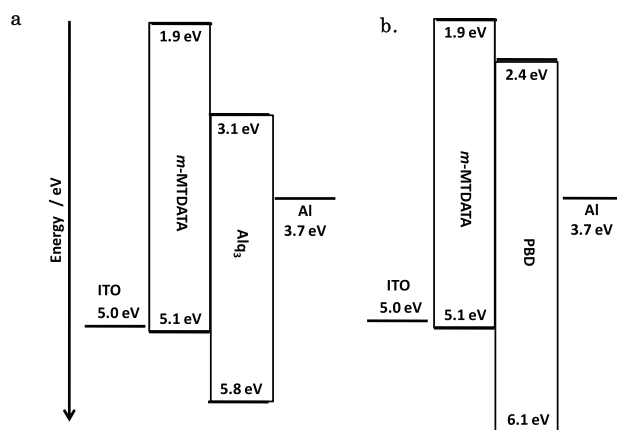 a
1.9 eV
3.1 eV
m-MTDATA
Alq₃
Energy / eV
Al
3.7 eV
ITO
5.0 eV
5.1 eV
5.8 eV
b.
1.9 eV
2.4 eV
m-MTDATA
PBD
Al
3.7 eV
ITO
5.0 eV
5.1 eV
6.1 eV